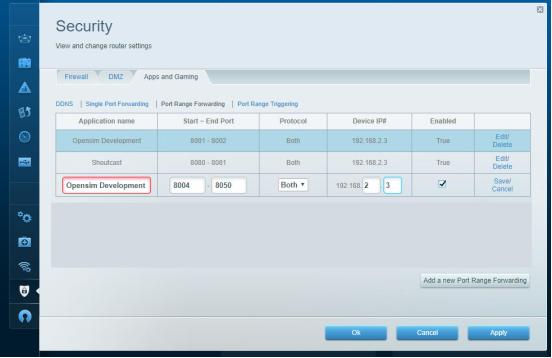 Security
View and change router settings
Firewall DMZ Apps and Gaming
DDNS | Single Port Forwarding | Port Range Forwarding | Port Range Triggering
Application name Start – End Port Protocol Device IP# Enabled
Opensim Development 8001 - 8002 Both 192.168.2.3 True Edit/
Delete
Shoutcast 8080 - 8081 Both 192.168.2.3 True Edit/
Delete
Opensim Development 8004 - 8050 Both 192.168. 2 . 3 Save/
Cancel
Add a new Port Range Forwarding
Ok Cancel Apply